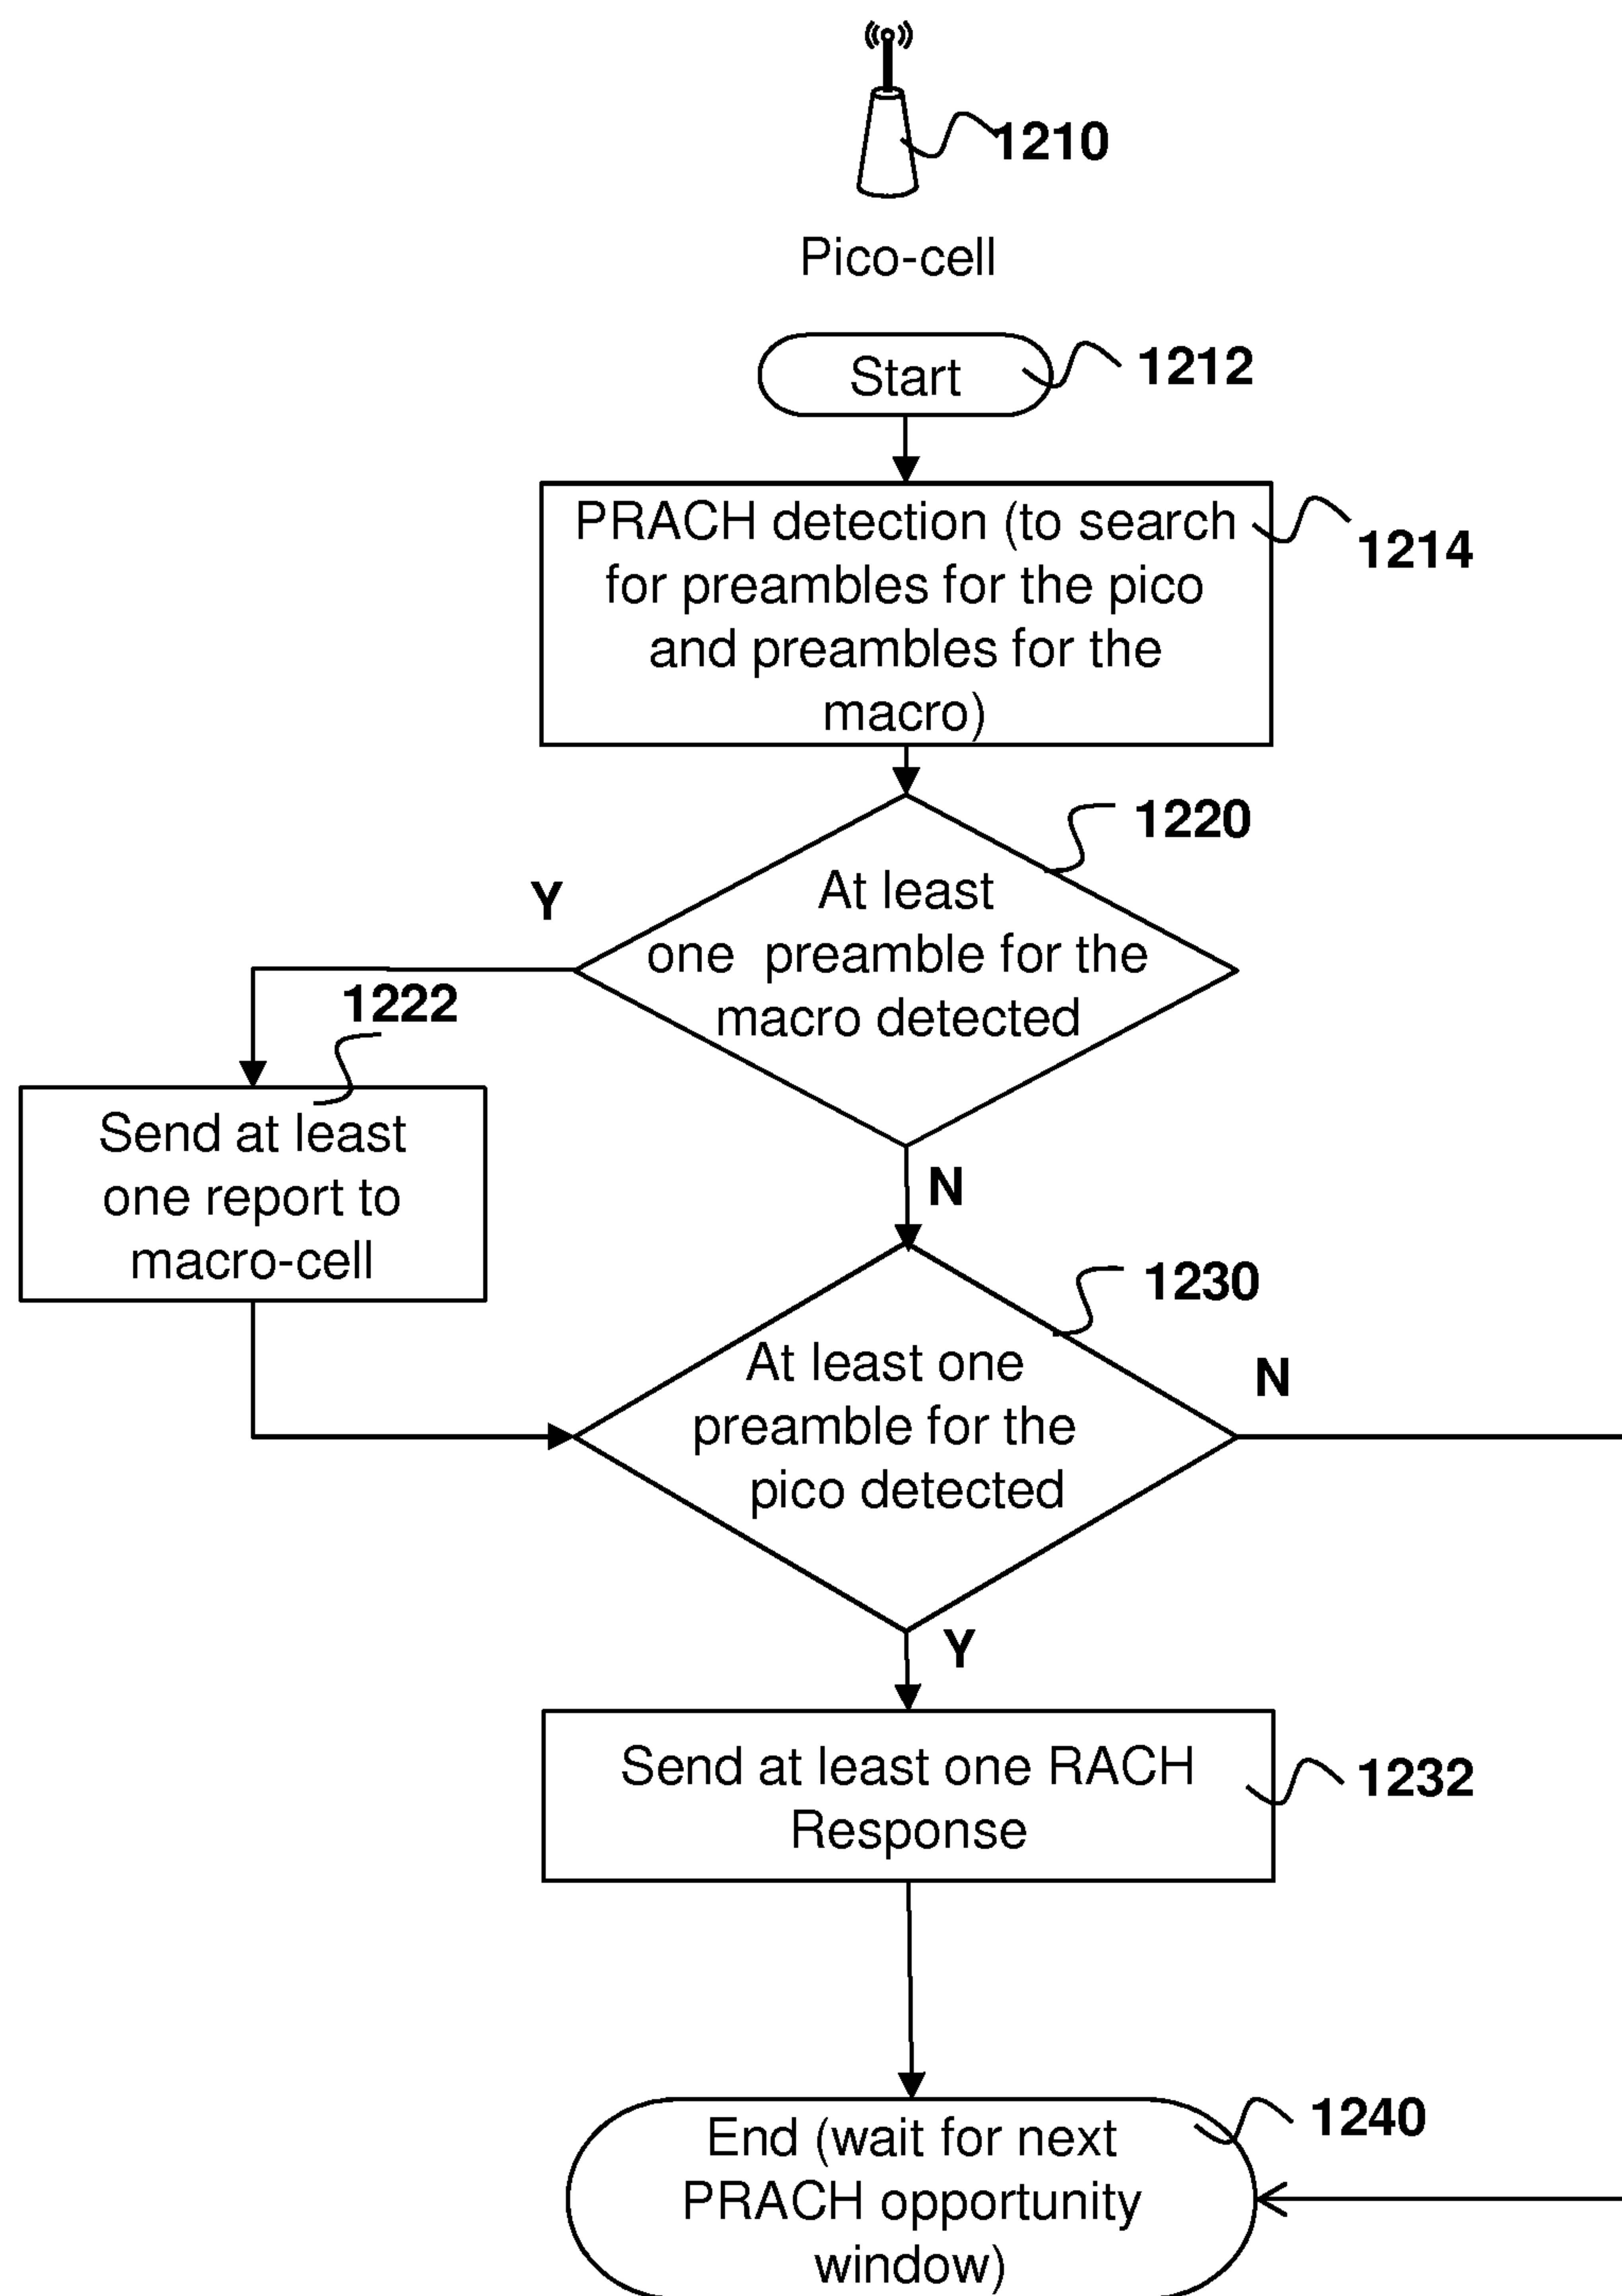 1210
Pico-cell
Start
1212
PRACH detection (to search
for preambles for the pico
and preambles for the
macro)
1214
1220
At least
one preamble for the
macro detected
Y
1222
Send at least
one report to
macro-cell
N
1230
At least one
preamble for the
pico detected
N
Y
Send at least one RACH
Response
1232
1240
End (wait for next
PRACH opportunity
window)